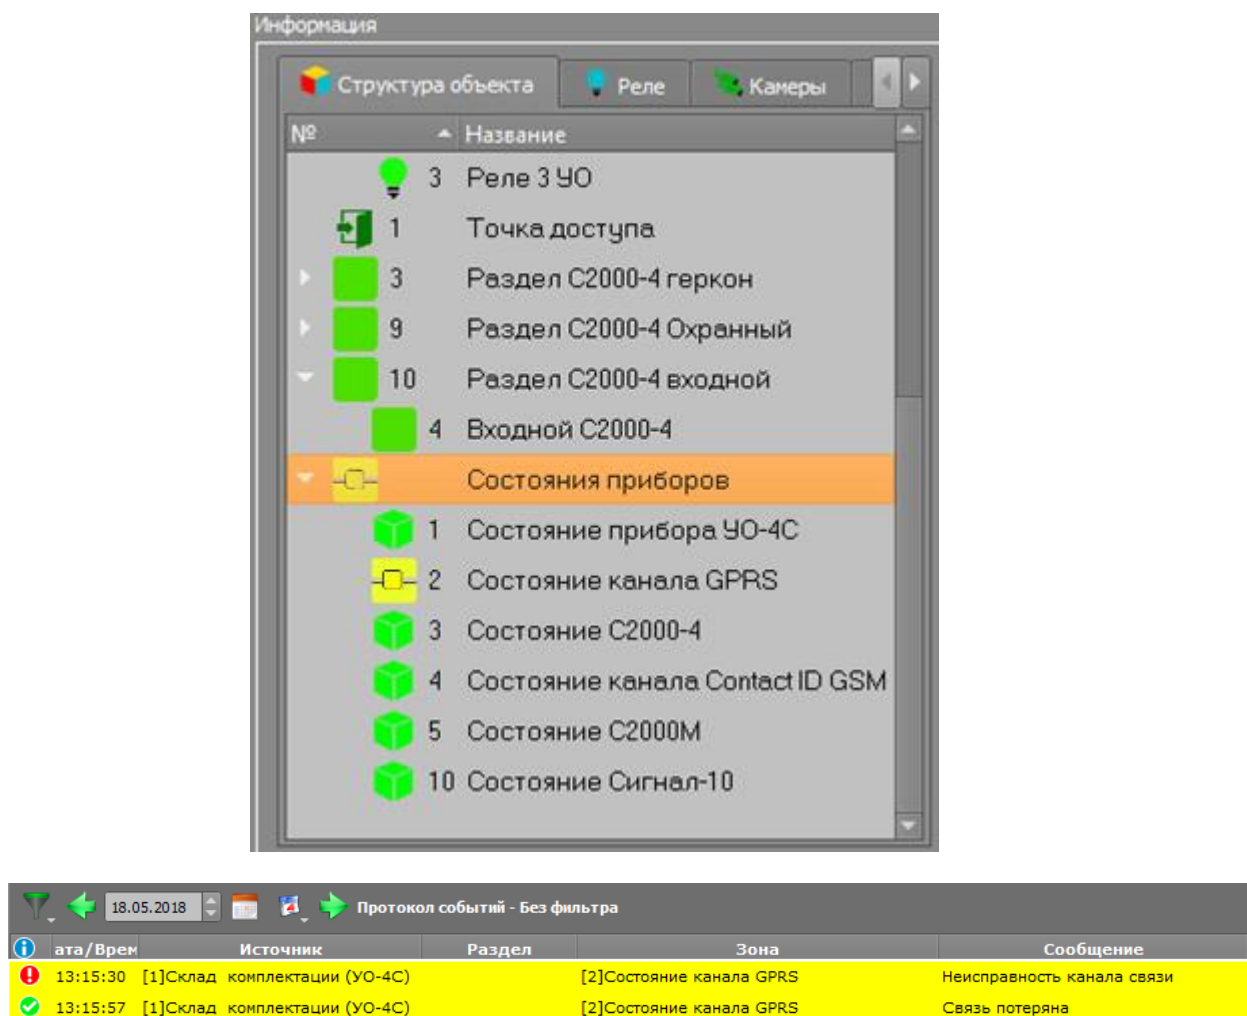 Информация
Структура объекта Реле Камеры
№ Название
3 Реле 3 УО
1 Точка доступа
3 Раздел С2000-4 геркон
9 Раздел С2000-4 Охранный
10 Раздел С2000-4 входной
4 Входной С2000-4
Состояния приборов
1 Состояние прибора УО-4С
2 Состояние канала GPRS
3 Состояние С2000-4
4 Состояние канала Contact ID GSM
5 Состояние С2000М
10 Состояние Сигнал-10
18.05.2018 Протокол событий - Без фильтра
ата/Врем Источник Раздел Зона Сообщение
13:15:30 [1]Склад комплектации (УО-4С) [2]Состояние канала GPRS Неисправность канала связи
13:15:57 [1]Склад комплектации (УО-4С) [2]Состояние канала GPRS Связь потеряна